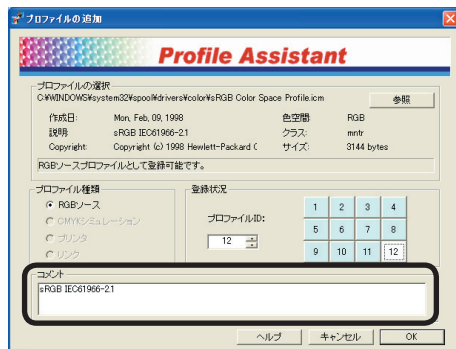 プロファイルの追加
Profile Assistant
プロファイルの選択
C:¥WINDOWS¥system32¥spool¥drivers¥color¥sRGB Color Space Profile.icm
参照
作成日: Mon, Feb, 09, 1998 色空間: RGB
説明: sRGB IEC61966-2.1 クラス: mntr
Copyright: Copyright (c) 1998 Hewlett-Packard ( サイズ: 3144 bytes
RGBソースプロファイルとして登録可能です。
プロファイル種類
RGBソース
CMYKシミュレーション
プリンタ
リンク
登録状況
プロファイルID:
12
1 2 3 4
5 6 7 8
9 10 11 12
コメント
sRGB IEC61966-2.1
ヘルプ キャンセル OK